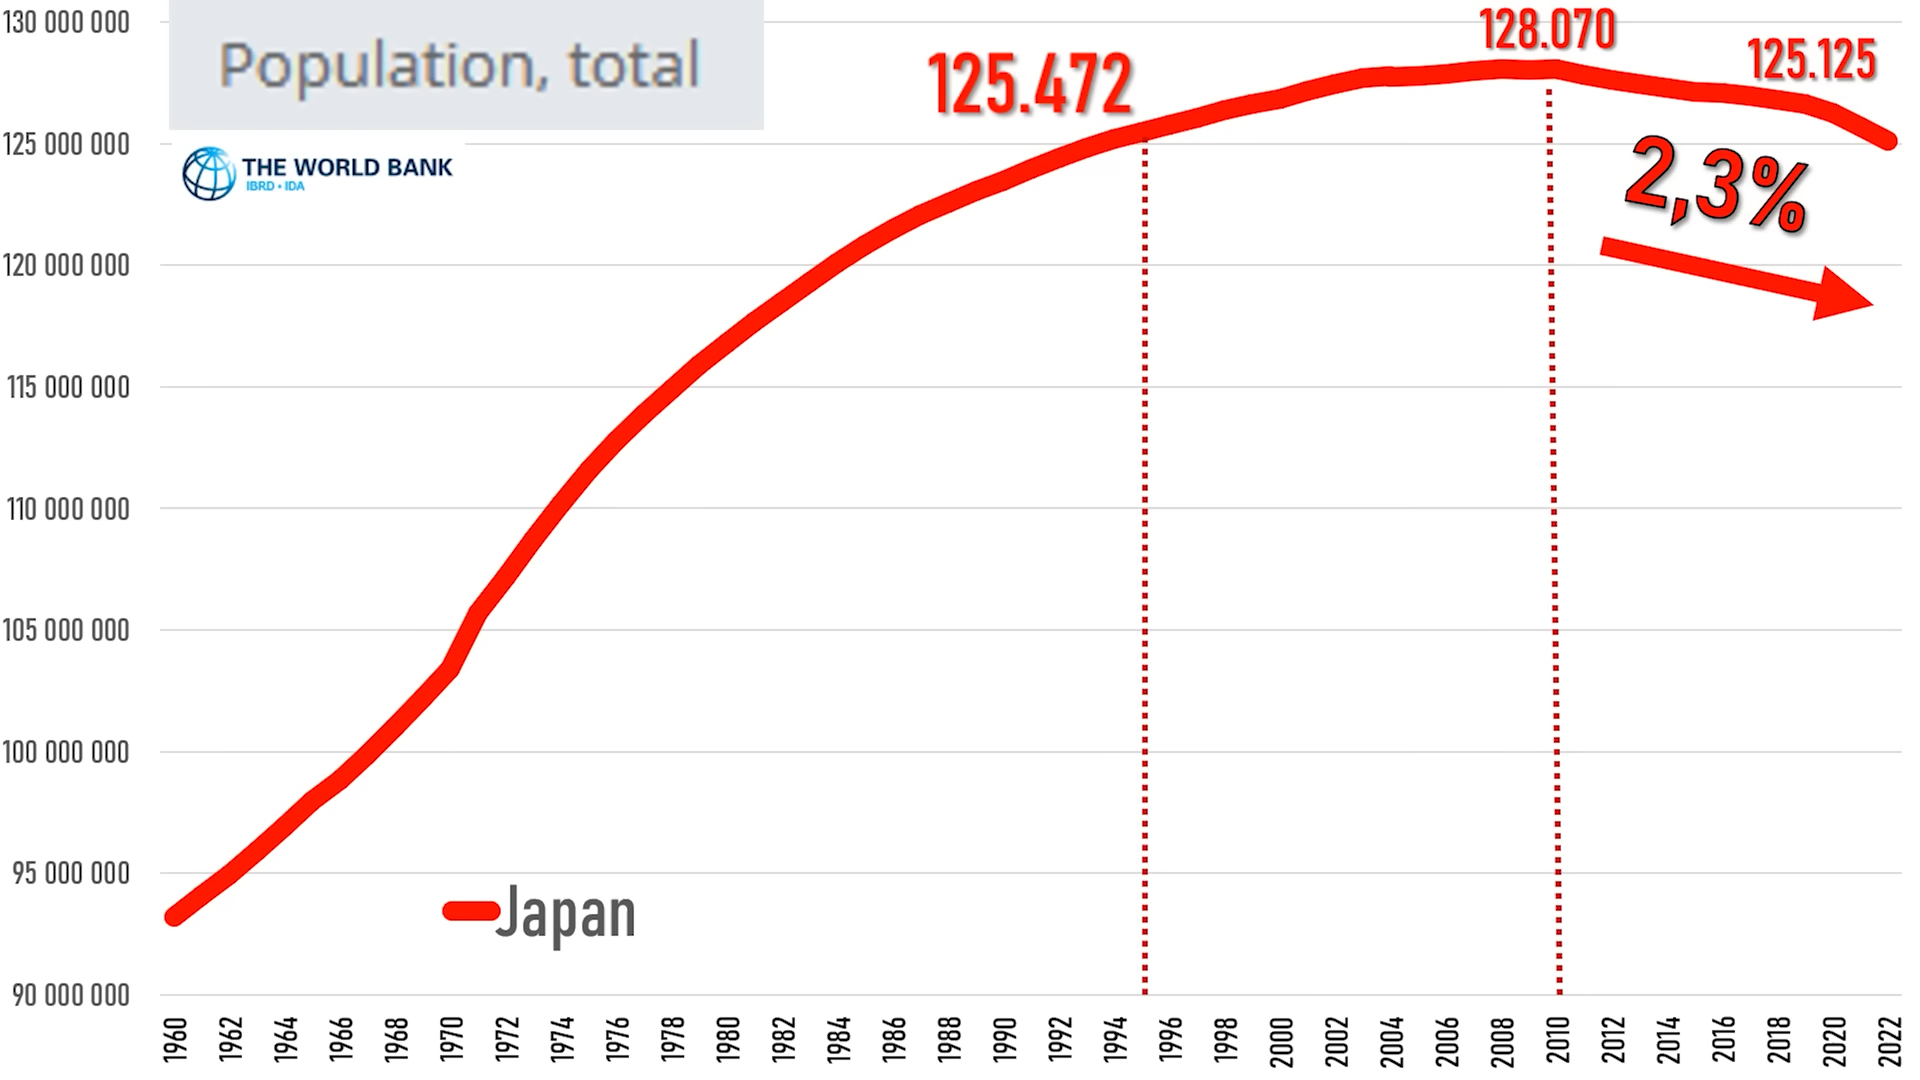 Population, total
THE WORLD BANK
IBRD • IDA
125.472
128.070
125.125
2,3%
130 000 000
125 000 000
120 000 000
115 000 000
110 000 000
105 000 000
100 000 000
95 000 000
90 000 000
Japan
1960 1962 1964 1966 1968 1970 1972 1974 1976 1978 1980 1982 1984 1986 1988 1990 1992 1994 1996 1998 2000 2002 2004 2006 2008 2010 2012 2014 2016 2018 2020 2022